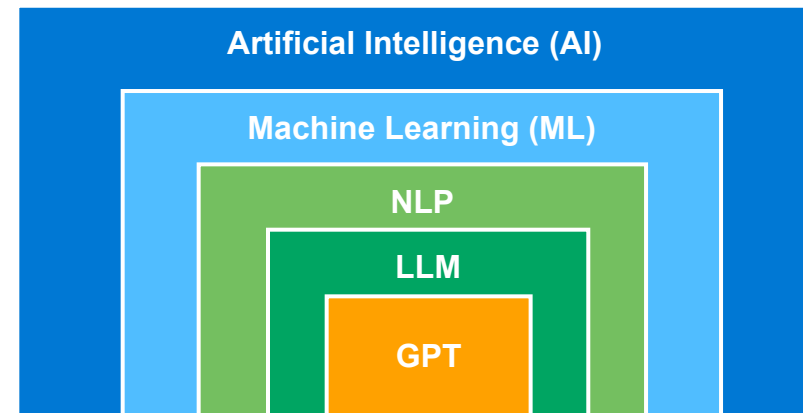 Artificial Intelligence (AI)
Machine Learning (ML)
NLP
LLM
GPT